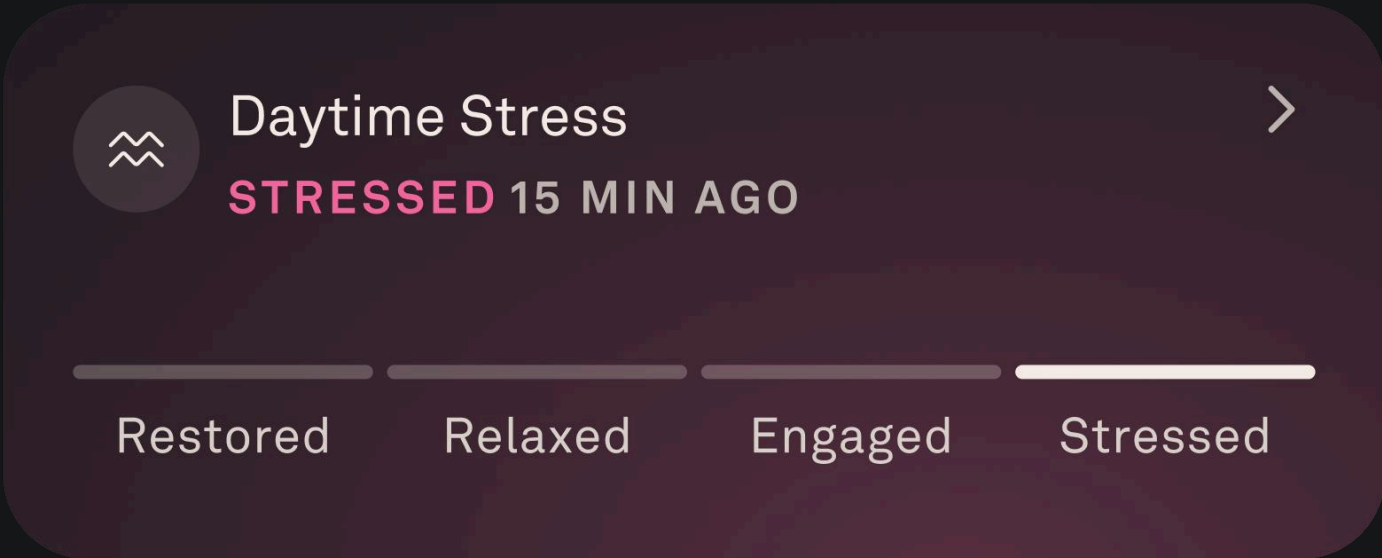 Daytime Stress
STRESSED 15 MIN AGO
Restored Relaxed Engaged Stressed